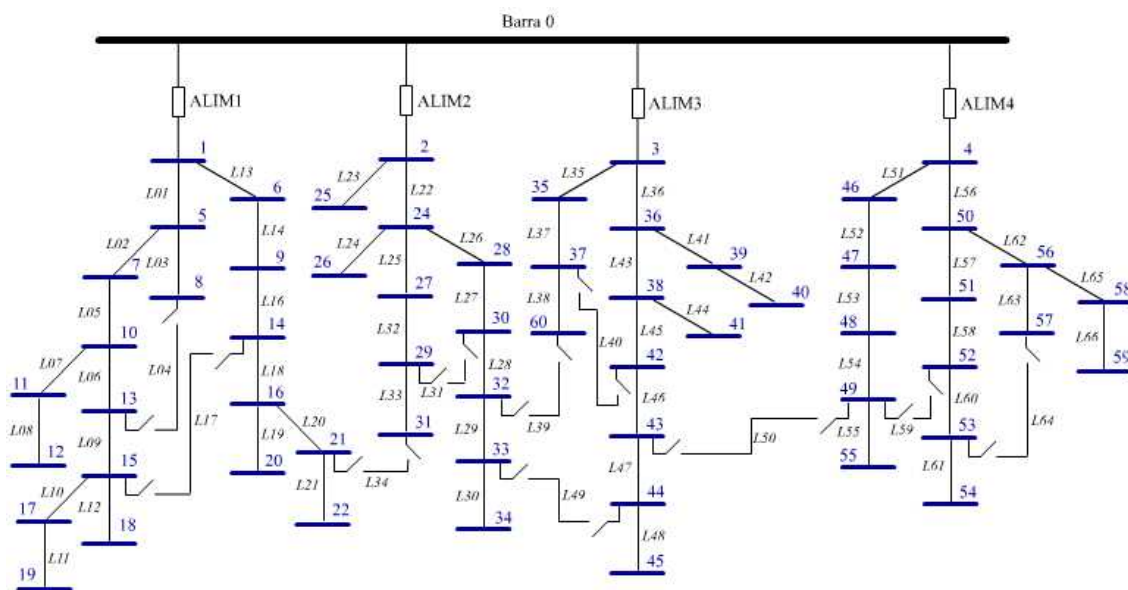 Barra 0
ALIM1 ALIM2 ALIM3 ALIM4
1 2 3 4
L13 L23 L35 L51
L01 6 25 L22 35 L36 46 L56
5 24 36 50
L02 L03 L14 L24 L26 L37 L41 L52 L62
7 9 26 L25 28 37 L43 39 47 L57 56
8 27 38 L42 51 L65
L05 L16 L27 L38 40 L53 L63 58
10 14 30 60 L40 L45 L44 41 48 L58 57
L07 L06 L04 L32 L28 L66
11 L18 29 L31 42 L54 52 59
13 L17 16 L33 32 L39 L46 49 L59 L60 L64
L08 L09 L20 31 L29 43 L50 L55 53
12 15 L19 21 L34 33 L47 55 L61
L10 L12 20 L21 L30 L49 44 54
17 18 22 34 L48
L11 45
19